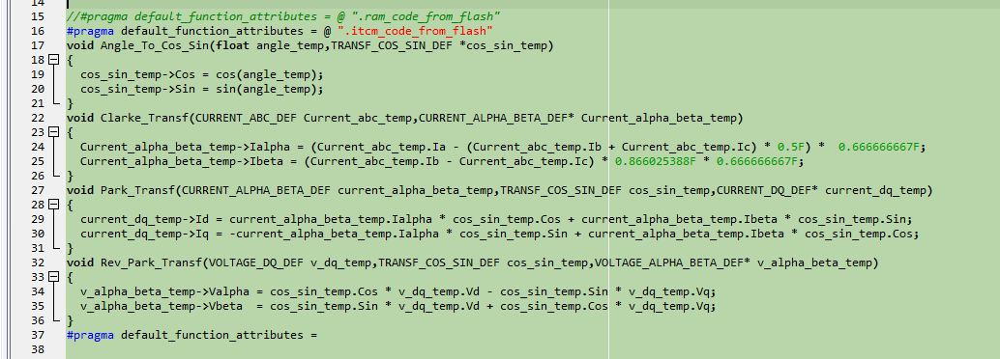 14
15 //#pragma default_function_attributes = @ ".ram_code_from_flash"
16 #pragma default_function_attributes = @ ".itcm_code_from_flash"
17 void Angle_To_Cos_Sin(float angle_temp,TRANSF_COS_SIN_DEF *cos_sin_temp)
18 {
19 cos_sin_temp->Cos = cos(angle_temp);
20 cos_sin_temp->Sin = sin(angle_temp);
21 }
22 void Clarke_Transf(CURRENT_ABC_DEF Current_abc_temp,CURRENT_ALPHA_BETA_DEF* Current_alpha_beta_temp)
23 {
24 Current_alpha_beta_temp->Ialpha = (Current_abc_temp.Ia - (Current_abc_temp.Ib + Current_abc_temp.Ic) * 0.5F) * 0.666666667F;
25 Current_alpha_beta_temp->Ibeta = (Current_abc_temp.Ib - Current_abc_temp.Ic) * 0.866025388F * 0.666666667F;
26 }
27 void Park_Transf(CURRENT_ALPHA_BETA_DEF current_alpha_beta_temp,TRANSF_COS_SIN_DEF cos_sin_temp,CURRENT_DQ_DEF* current_dq_temp)
28 {
29 current_dq_temp->Id = current_alpha_beta_temp.Ialpha * cos_sin_temp.Cos + current_alpha_beta_temp.Ibeta * cos_sin_temp.Sin;
30 current_dq_temp->Iq = -current_alpha_beta_temp.Ialpha * cos_sin_temp.Sin + current_alpha_beta_temp.Ibeta * cos_sin_temp.Cos;
31 }
32 void Rev_Park_Transf(VOLTAGE_DQ_DEF v_dq_temp,TRANSF_COS_SIN_DEF cos_sin_temp,VOLTAGE_ALPHA_BETA_DEF* v_alpha_beta_temp)
33 {
34 v_alpha_beta_temp->Valpha = cos_sin_temp.Cos * v_dq_temp.Vd - cos_sin_temp.Sin * v_dq_temp.Vq;
35 v_alpha_beta_temp->Vbeta = cos_sin_temp.Sin * v_dq_temp.Vd + cos_sin_temp.Cos * v_dq_temp.Vq;
36 }
37 #pragma default_function_attributes =
38